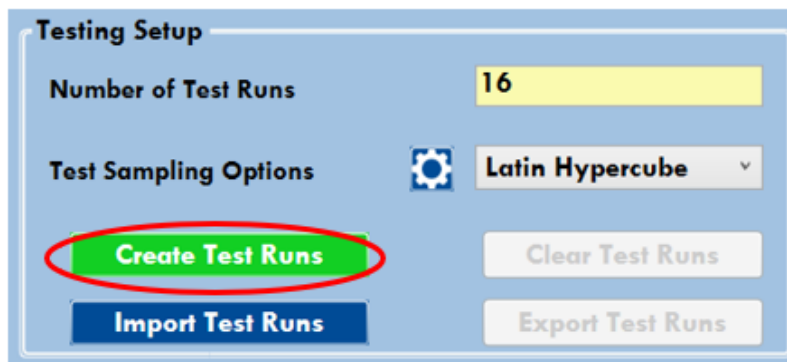 Testing Setup
Number of Test Runs 16
Test Sampling Options Latin Hypercube
Create Test Runs Clear Test Runs
Import Test Runs Export Test Runs